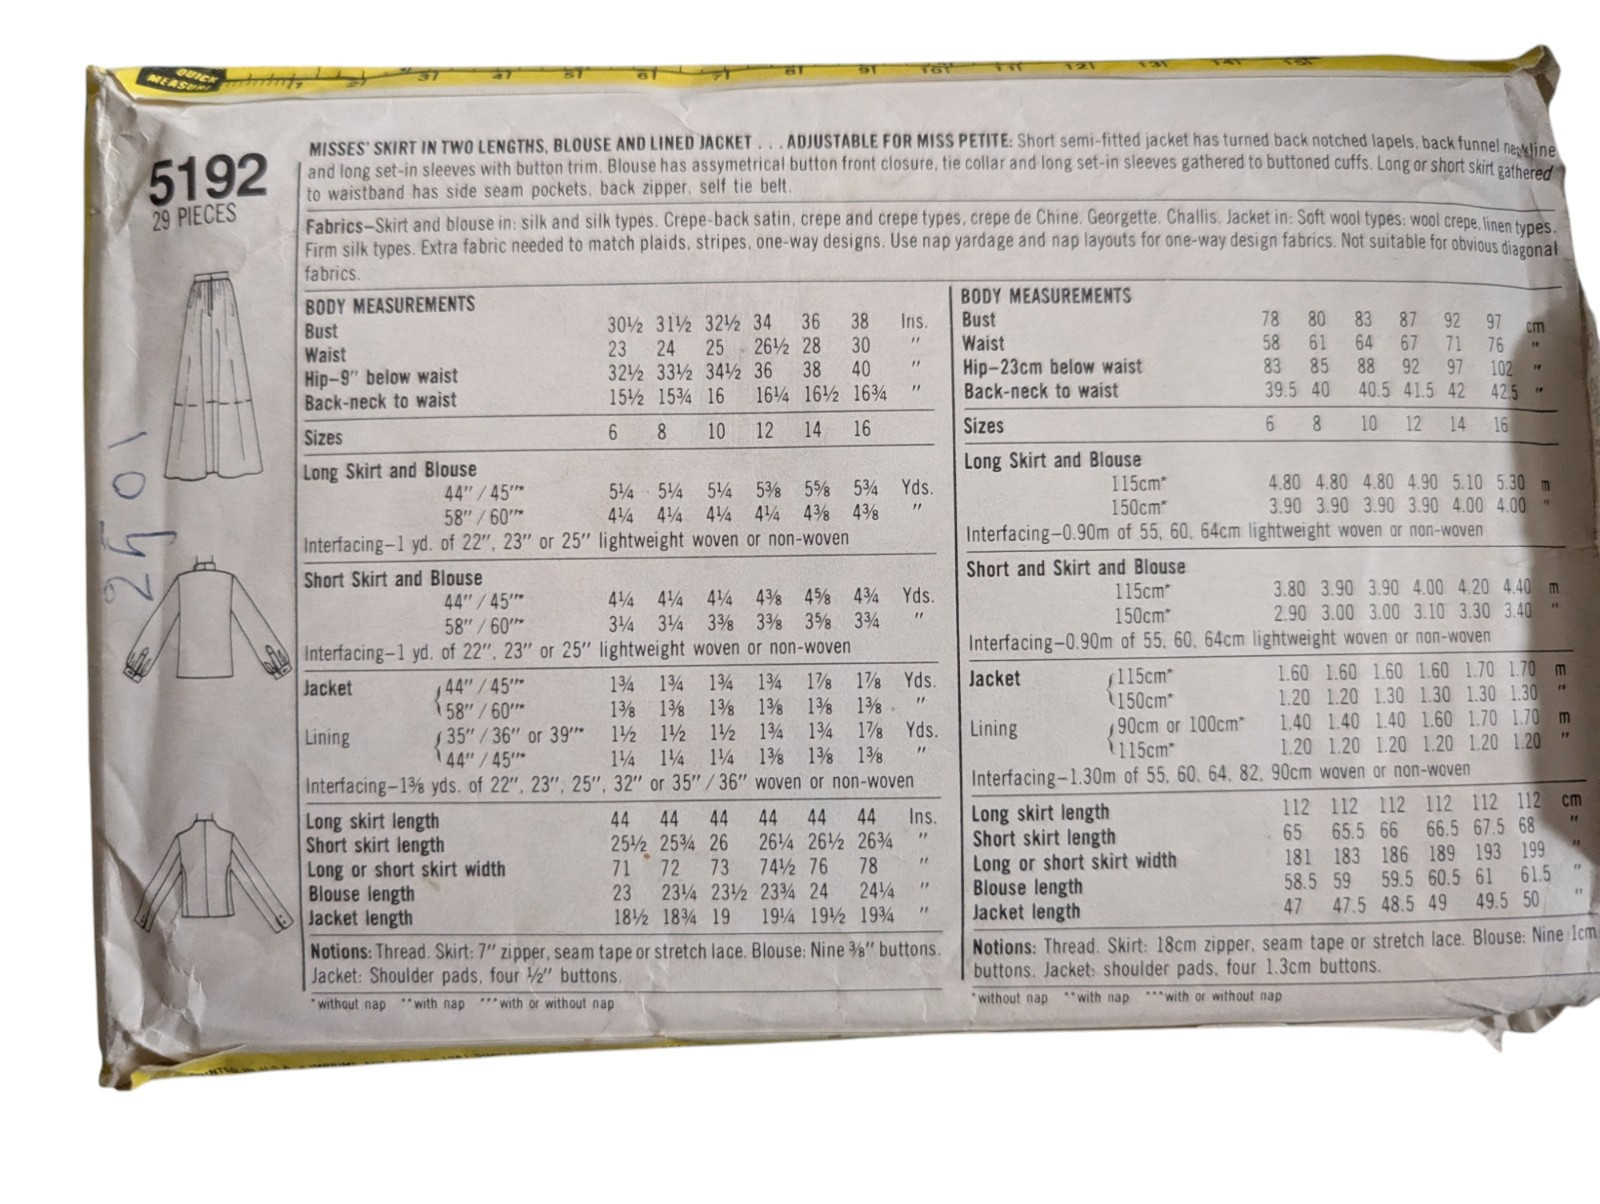 QUICK MEASURE 1 2 3 4 5 6 7 8 9 10 11 12 13 14 15
5192
29 PIECES
MISSES' SKIRT IN TWO LENGTHS, BLOUSE AND LINED JACKET . . . ADJUSTABLE FOR MISS PETITE: Short semi-fitted jacket has turned back notched lapels, back funnel neckline
and long set-in sleeves with button trim. Blouse has assymetrical button front closure, tie collar and long set-in sleeves gathered to buttoned cuffs. Long or short skirt gathered
to waistband has side seam pockets, back zipper, self tie belt.
Fabrics–Skirt and blouse in: silk and silk types. Crepe-back satin, crepe and crepe types, crepe de Chine. Georgette. Challis. Jacket in: Soft wool types: wool crepe, linen types.
Firm silk types. Extra fabric needed to match plaids, stripes, one-way designs. Use nap yardage and nap layouts for one-way design fabrics. Not suitable for obvious diagonal
fabrics.
BODY MEASUREMENTS
Bust 30½ 31½ 32½ 34 36 38 Ins.
Waist 23 24 25 26½ 28 30 "
Hip–9" below waist 32½ 33½ 34½ 36 38 40 "
Back-neck to waist 15½ 15¾ 16 16¼ 16½ 16¾ "
Sizes 6 8 10 12 14 16
Long Skirt and Blouse
44" / 45"* 5¼ 5¼ 5¼ 5⅜ 5⅝ 5¾ Yds.
58" / 60"* 4¼ 4¼ 4¼ 4¼ 4⅜ 4⅜ "
Interfacing–1 yd. of 22", 23" or 25" lightweight woven or non-woven
Short Skirt and Blouse
44" / 45"* 4¼ 4¼ 4¼ 4⅜ 4⅝ 4¾ Yds.
58" / 60"* 3¼ 3¼ 3⅜ 3⅜ 3⅝ 3¾ "
Interfacing–1 yd. of 22", 23" or 25" lightweight woven or non-woven
Jacket 44" / 45"* 1¾ 1¾ 1¾ 1¾ 1⅞ 1⅞ Yds.
58" / 60"* 1⅜ 1⅜ 1⅜ 1⅜ 1⅜ 1⅜ "
Lining 35" / 36" or 39"* 1½ 1½ 1½ 1¾ 1¾ 1⅞ Yds.
44" / 45"* 1¼ 1¼ 1¼ 1⅜ 1⅜ 1⅜ "
Interfacing–1⅜ yds. of 22", 23", 25", 32" or 35" / 36" woven or non-woven
Long skirt length 44 44 44 44 44 44 Ins.
Short skirt length 25½ 25¾ 26 26¼ 26½ 26¾ "
Long or short skirt width 71 72 73 74½ 76 78 "
Blouse length 23 23¼ 23½ 23¾ 24 24¼ "
Jacket length 18½ 18¾ 19 19¼ 19½ 19¾ "
Notions: Thread. Skirt: 7" zipper, seam tape or stretch lace. Blouse: Nine ⅜" buttons.
Jacket: Shoulder pads, four ½" buttons.
*without nap **with nap ***with or without nap
BODY MEASUREMENTS
Bust 78 80 83 87 92 97 cm
Waist 58 61 64 67 71 76 "
Hip–23cm below waist 83 85 88 92 97 102 "
Back-neck to waist 39.5 40 40.5 41.5 42 42.5 "
Sizes 6 8 10 12 14 16
Long Skirt and Blouse
115cm* 4.80 4.80 4.80 4.90 5.10 5.30 m
150cm* 3.90 3.90 3.90 3.90 4.00 4.00 "
Interfacing–0.90m of 55, 60, 64cm lightweight woven or non-woven
Short and Skirt and Blouse
115cm* 3.80 3.90 3.90 4.00 4.20 4.40 m
150cm* 2.90 3.00 3.00 3.10 3.30 3.40 "
Interfacing–0.90m of 55, 60, 64cm lightweight woven or non-woven
Jacket 115cm* 1.60 1.60 1.60 1.60 1.70 1.70 m
150cm* 1.20 1.20 1.30 1.30 1.30 1.30 "
Lining 90cm or 100cm* 1.40 1.40 1.40 1.60 1.70 1.70 m
115cm* 1.20 1.20 1.20 1.20 1.20 1.20 "
Interfacing–1.30m of 55, 60, 64, 82, 90cm woven or non-woven
Long skirt length 112 112 112 112 112 112 cm
Short skirt length 65 65.5 66 66.5 67.5 68 "
Long or short skirt width 181 183 186 189 193 199 "
Blouse length 58.5 59 59.5 60.5 61 61.5 "
Jacket length 47 47.5 48.5 49 49.5 50 "
Notions: Thread. Skirt: 18cm zipper, seam tape or stretch lace. Blouse: Nine 1cm
buttons. Jacket: shoulder pads, four 1.3cm buttons.
*without nap **with nap ***with or without nap